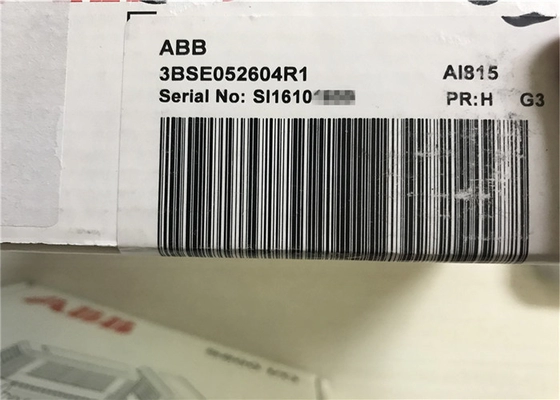 ABB
3BSE052604R1 AI815
Serial No: SI1610
PR:H G3
ABB